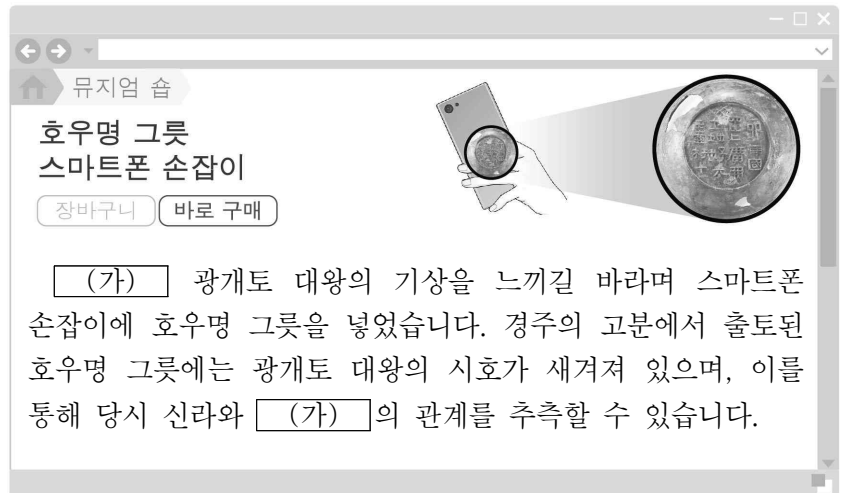 뮤지엄 숍
호우명 그릇
스마트폰 손잡이
장바구니 바로 구매
(가) 광개토 대왕의 기상을 느끼길 바라며 스마트폰
손잡이에 호우명 그릇을 넣었습니다. 경주의 고분에서 출토된
호우명 그릇에는 광개토 대왕의 시호가 새겨져 있으며, 이를
통해 당시 신라와 (가) 의 관계를 추측할 수 있습니다.